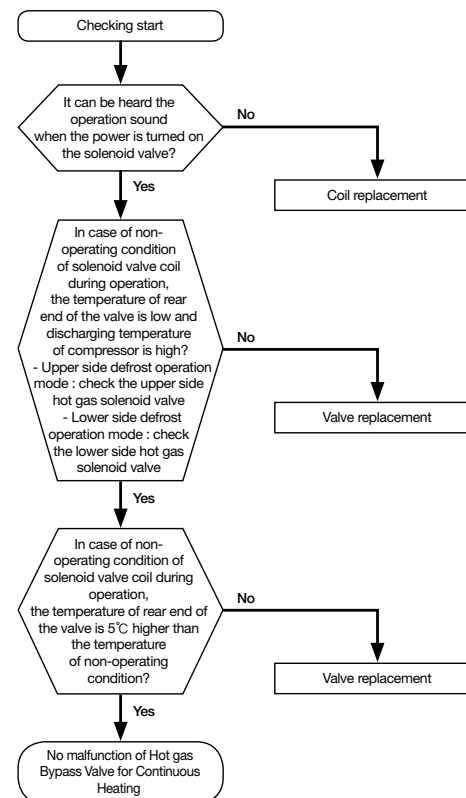 Checking start
It can be heard the
operation sound
when the power is turned on
the solenoid valve?
No
Coil replacement
Yes
In case of non-
operating condition
of solenoid valve coil
during operation,
the temperature of rear
end of the valve is low and
discharging temperature
of compressor is high?
- Upper side defrost operation
mode : check the upper side
hot gas solenoid valve
- Lower side defrost
operation mode : check
the lower side hot gas
solenoid valve
No
Valve replacement
Yes
In case of non-
operating condition of
solenoid valve coil during
operation,
the temperature of rear end of
the valve is 5℃ higher than
the temperature
of non-operating
condition?
No
Valve replacement
Yes
No malfunction of Hot gas
Bypass Valve for Continuous
Heating